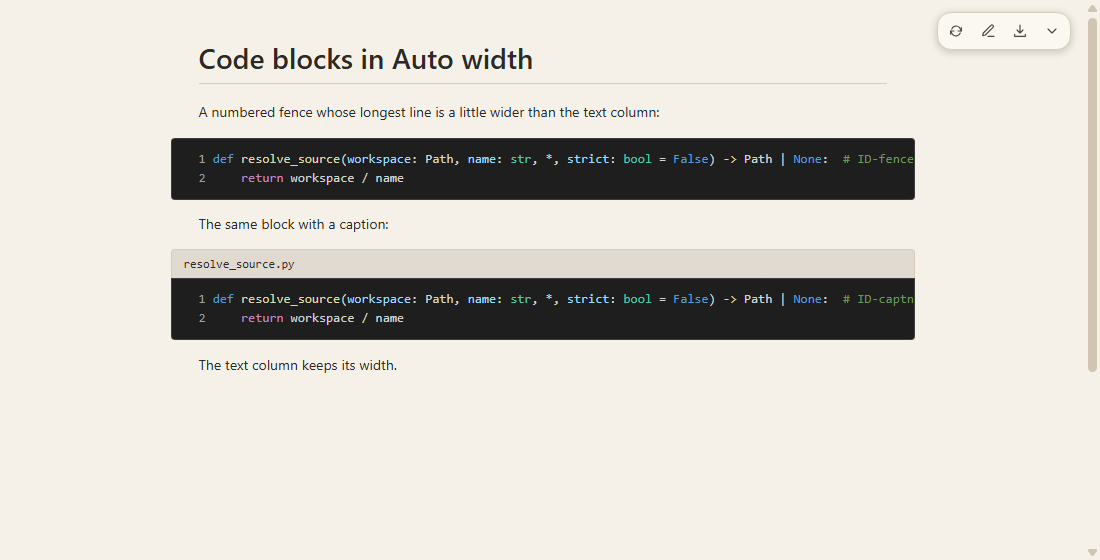 Code blocks in Auto width
A numbered fence whose longest line is a little wider than the text column:
1 def resolve_source(workspace: Path, name: str, *, strict: bool = False) -> Path | None:  # ID-fence
2     return workspace / name
The same block with a caption:
resolve_source.py
1 def resolve_source(workspace: Path, name: str, *, strict: bool = False) -> Path | None:  # ID-captn
2     return workspace / name
The text column keeps its width.